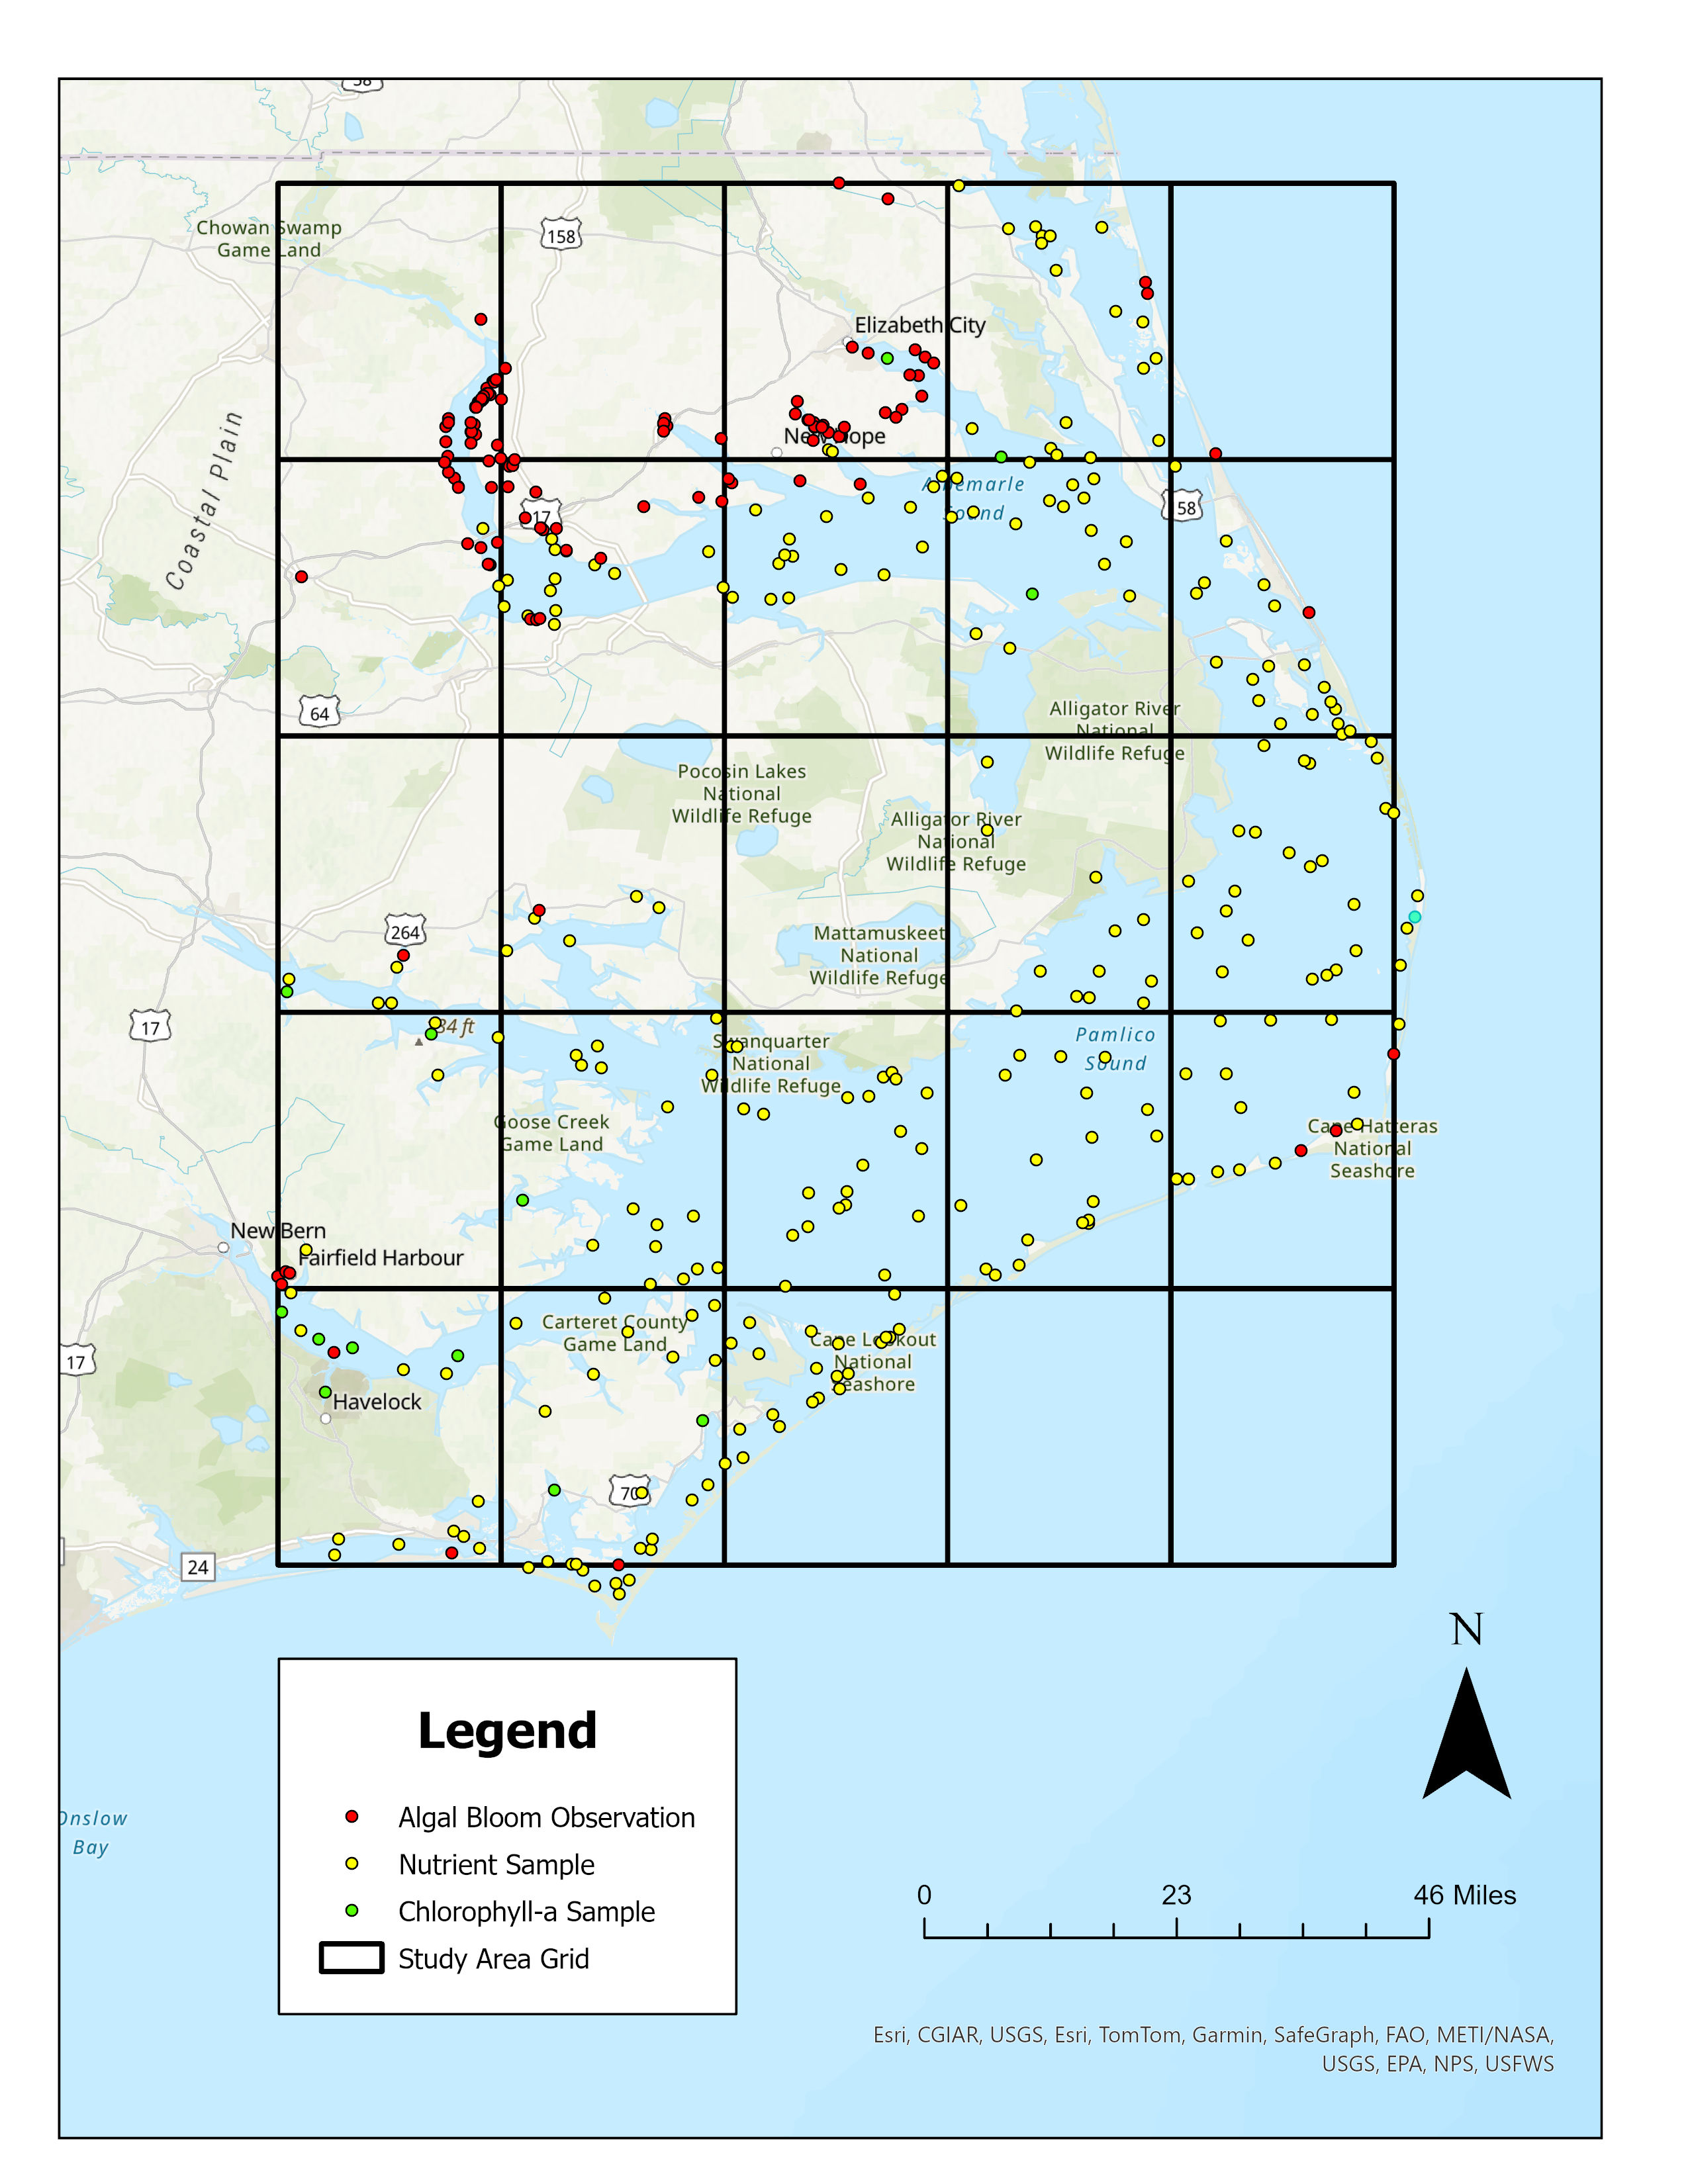 58
Chowan Swamp
Game Land
158
Elizabeth City
Coastal Plain
New Hope
Albemarle
Sound
17
58
64
Alligator River
National
Wildlife Refuge
Pocosin Lakes
National
Wildlife Refuge
Alligator River
National
Wildlife Refuge
264
Mattamuskeet
National
Wildlife Refuge
17
34 ft
Pamlico
Sound
Swanquarter
National
Wildlife Refuge
Goose Creek
Game Land
Cape Hatteras
National
Seashore
New Bern
Fairfield Harbour
Carteret County
Game Land
Cape Lookout
National
Seashore
17
Havelock
70
24
N
Legend
Algal Bloom Observation
Nutrient Sample
Chlorophyll-a Sample
Study Area Grid
Onslow
Bay
0 23 46 Miles
Esri, CGIAR, USGS, Esri, TomTom, Garmin, SafeGraph, FAO, METI/NASA,
USGS, EPA, NPS, USFWS